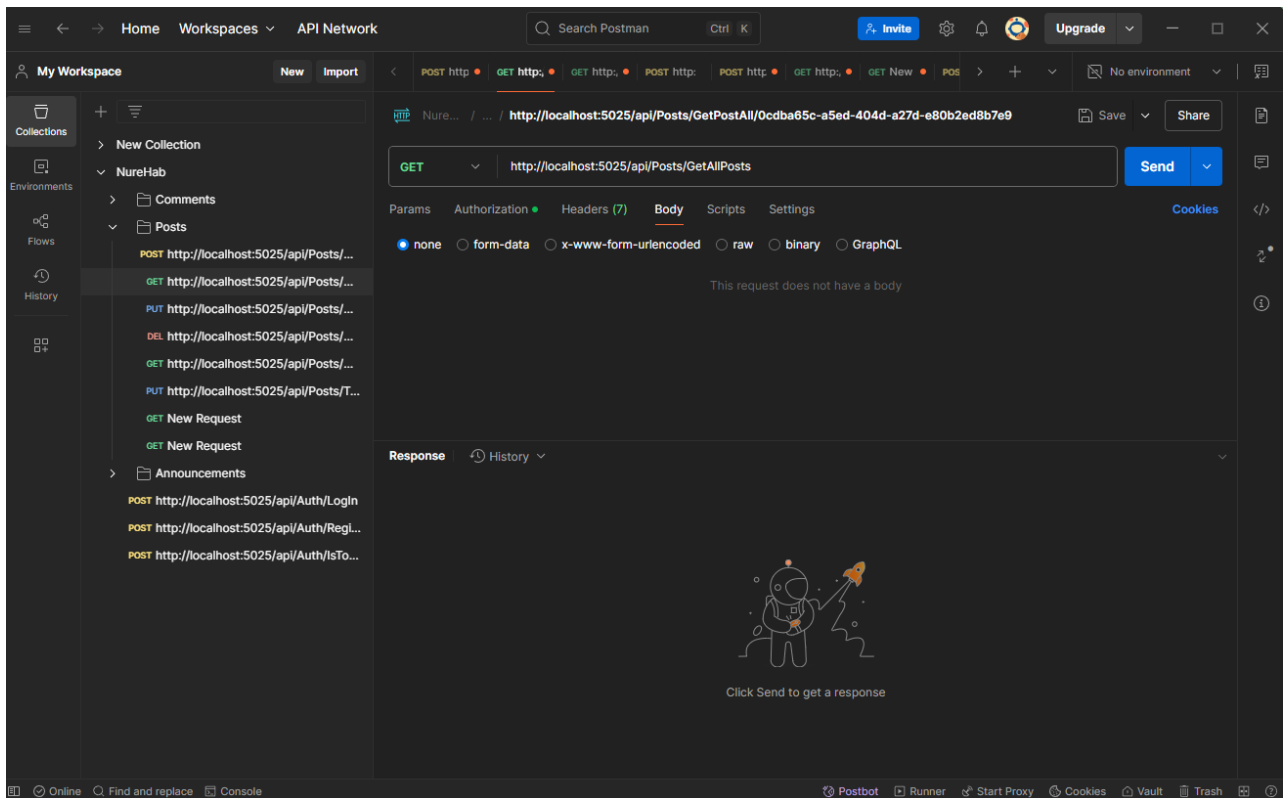 Home Workspaces API Network Search Postman Ctrl K Invite Upgrade
My Workspace New Import POST http GET http:, GET http:, POST http: POST http GET http:, GET New POS No environment
Collections
Environments
Flows
History
New Collection
NureHab
Comments
Posts
POST http://localhost:5025/api/Posts/...
GET http://localhost:5025/api/Posts/...
PUT http://localhost:5025/api/Posts/...
DEL http://localhost:5025/api/Posts/...
GET http://localhost:5025/api/Posts/...
PUT http://localhost:5025/api/Posts/T...
GET New Request
GET New Request
Announcements
POST http://localhost:5025/api/Auth/LogIn
POST http://localhost:5025/api/Auth/Regi...
POST http://localhost:5025/api/Auth/IsTo...
HTTP Nure... / ... / http://localhost:5025/api/Posts/GetPostAll/0cdba65c-a5ed-404d-a27d-e80b2ed8b7e9 Save Share
GET http://localhost:5025/api/Posts/GetAllPosts Send
Params Authorization Headers (7) Body Scripts Settings Cookies
none form-data x-www-form-urlencoded raw binary GraphQL
This request does not have a body
Response History
Click Send to get a response
Online Find and replace Console Postbot Runner Start Proxy Cookies Vault Trash